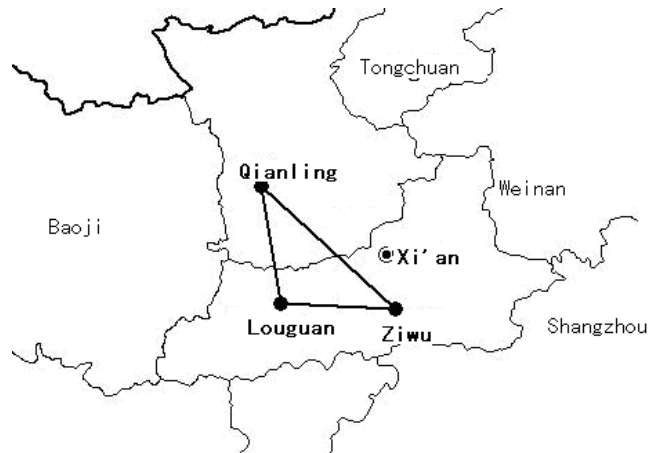 Tongchuan
Qianling
Weinan
Baoji
Xi'an
Louguan
Ziwu
Shangzhou